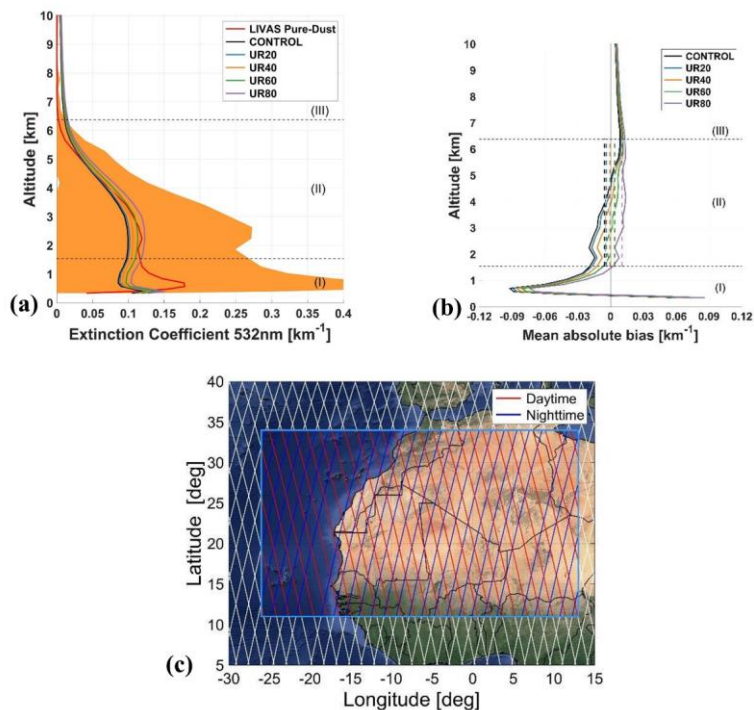 10
9
8
7
6
5
4
3
2
1
0
Altitude [km]
LIVAS Pure-Dust
CONTROL
UR20
UR40
UR60
UR80
(III)
(II)
(I)
0 0.05 0.1 0.15 0.2 0.25 0.3 0.35 0.4
Extinction Coefficient 532nm [km-1]
(a)
10
9
8
7
6
5
4
3
2
1
0
Altitude [km]
CONTROL
UR20
UR40
UR60
UR80
(III)
(II)
(I)
-0.12 -0.09 -0.06 -0.03 0 0.03 0.06 0.09 0.12
Mean absolute bias [km-1]
(b)
40
35
30
25
20
15
10
5
Latitude [deg]
Daytime
Nighttime
-30 -25 -20 -15 -10 -5 0 5 10 15
Longitude [deg]
(c)